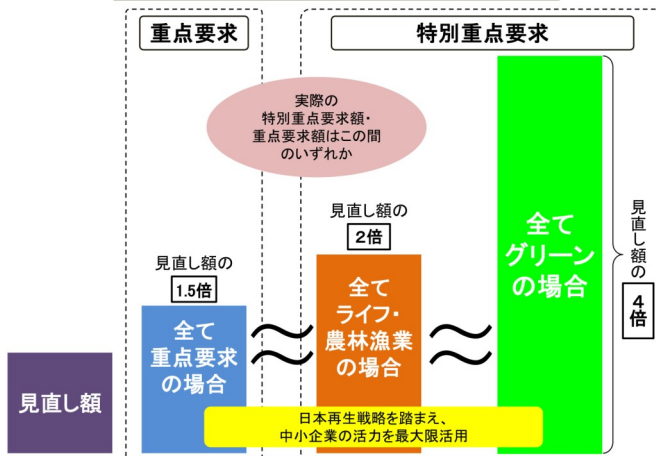 重点要求
特別重点要求
実際の
特別重点要求額・
重点要求額はこの間
のいずれか
見直し額の
1.5倍
見直し額の
2倍
見直し額の
4倍
見直し額
全て
重点要求
の場合
全て
ライフ・
農林漁業
の場合
全て
グリーン
の場合
日本再生戦略を踏まえ、
中小企業の活力を最大限活用